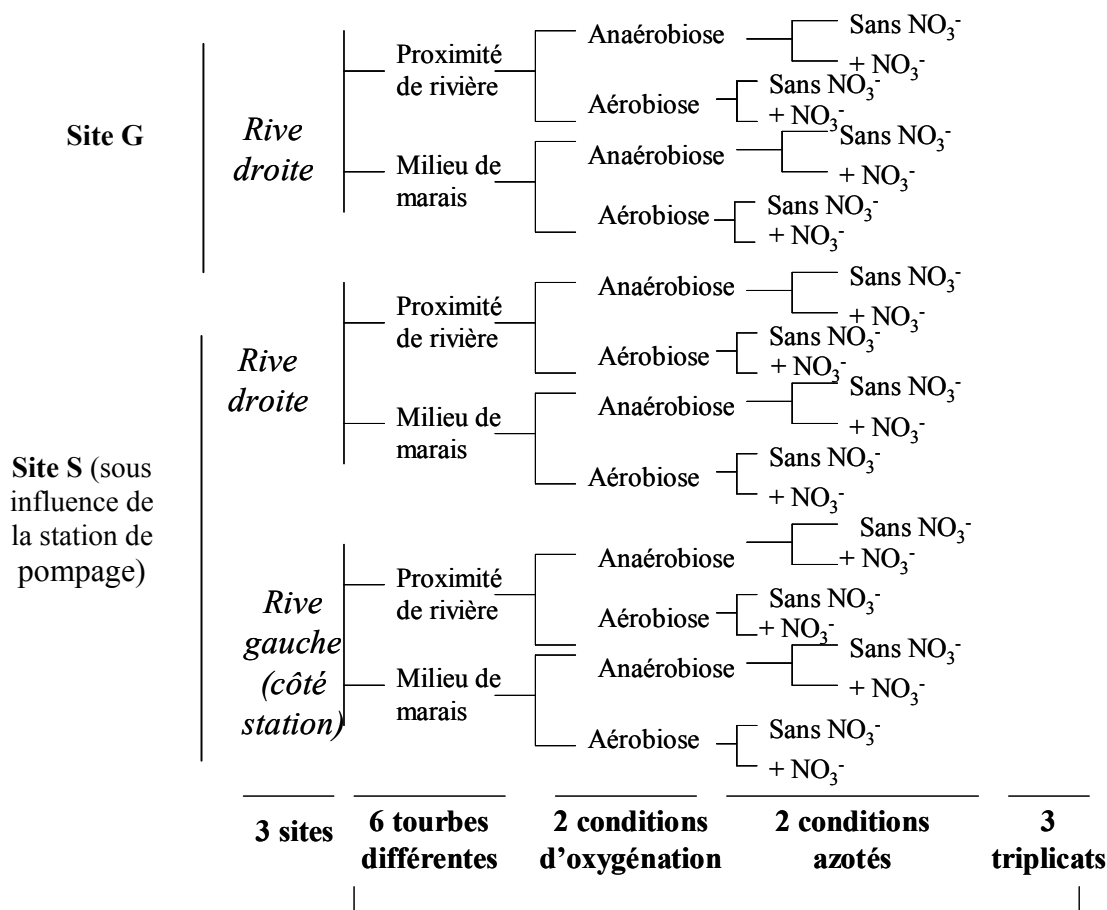 Site G
Rive
droite
Proximité
de rivière
Anaérobiose
Sans NO₃⁻
+ NO₃⁻
Aérobiose
Sans NO₃⁻
+ NO₃⁻
Milieu de
marais
Anaérobiose
Sans NO₃⁻
+ NO₃⁻
Aérobiose
Sans NO₃⁻
+ NO₃⁻
Site S (sous
influence de
la station de
pompage)
Rive
droite
Proximité
de rivière
Anaérobiose
Sans NO₃⁻
+ NO₃⁻
Aérobiose
Sans NO₃⁻
+ NO₃⁻
Milieu de
marais
Anaérobiose
Sans NO₃⁻
+ NO₃⁻
Aérobiose
Sans NO₃⁻
+ NO₃⁻
Rive
gauche
(côté
station)
Proximité
de rivière
Anaérobiose
Sans NO₃⁻
+ NO₃⁻
Aérobiose
Sans NO₃⁻
+ NO₃⁻
Milieu de
marais
Anaérobiose
Sans NO₃⁻
+ NO₃⁻
Aérobiose
Sans NO₃⁻
+ NO₃⁻
3 sites
6 tourbes
différentes
2 conditions
d'oxygénation
2 conditions
azotés
3
triplicats